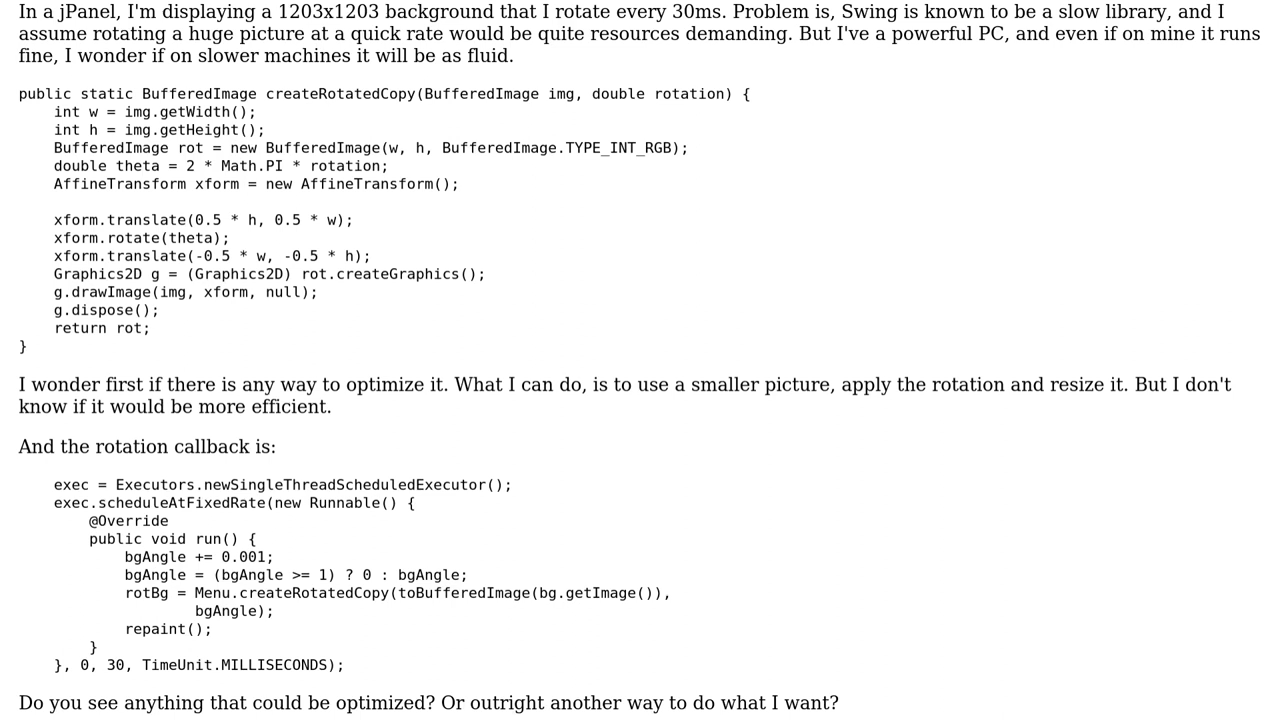 In a jPanel, I'm displaying a 1203x1203 background that I rotate every 30ms. Problem is, Swing is known to be a slow library, and I
assume rotating a huge picture at a quick rate would be quite resources demanding. But I've a powerful PC, and even if on mine it runs
fine, I wonder if on slower machines it will be as fluid.
public static BufferedImage createRotatedCopy(BufferedImage img, double rotation) {
    int w = img.getWidth();
    int h = img.getHeight();
    BufferedImage rot = new BufferedImage(w, h, BufferedImage.TYPE_INT_RGB);
    double theta = 2 * Math.PI * rotation;
    AffineTransform xform = new AffineTransform();
    xform.translate(0.5 * h, 0.5 * w);
    xform.rotate(theta);
    xform.translate(-0.5 * w, -0.5 * h);
    Graphics2D g = (Graphics2D) rot.createGraphics();
    g.drawImage(img, xform, null);
    g.dispose();
    return rot;
}
I wonder first if there is any way to optimize it. What I can do, is to use a smaller picture, apply the rotation and resize it. But I don't
know if it would be more efficient.
And the rotation callback is:
    exec = Executors.newSingleThreadScheduledExecutor();
    exec.scheduleAtFixedRate(new Runnable() {
        @Override
        public void run() {
            bgAngle += 0.001;
            bgAngle = (bgAngle >= 1) ? 0 : bgAngle;
            rotBg = Menu.createRotatedCopy(toBufferedImage(bg.getImage()),
                    bgAngle);
            repaint();
        }
    }, 0, 30, TimeUnit.MILLISECONDS);
Do you see anything that could be optimized? Or outright another way to do what I want?